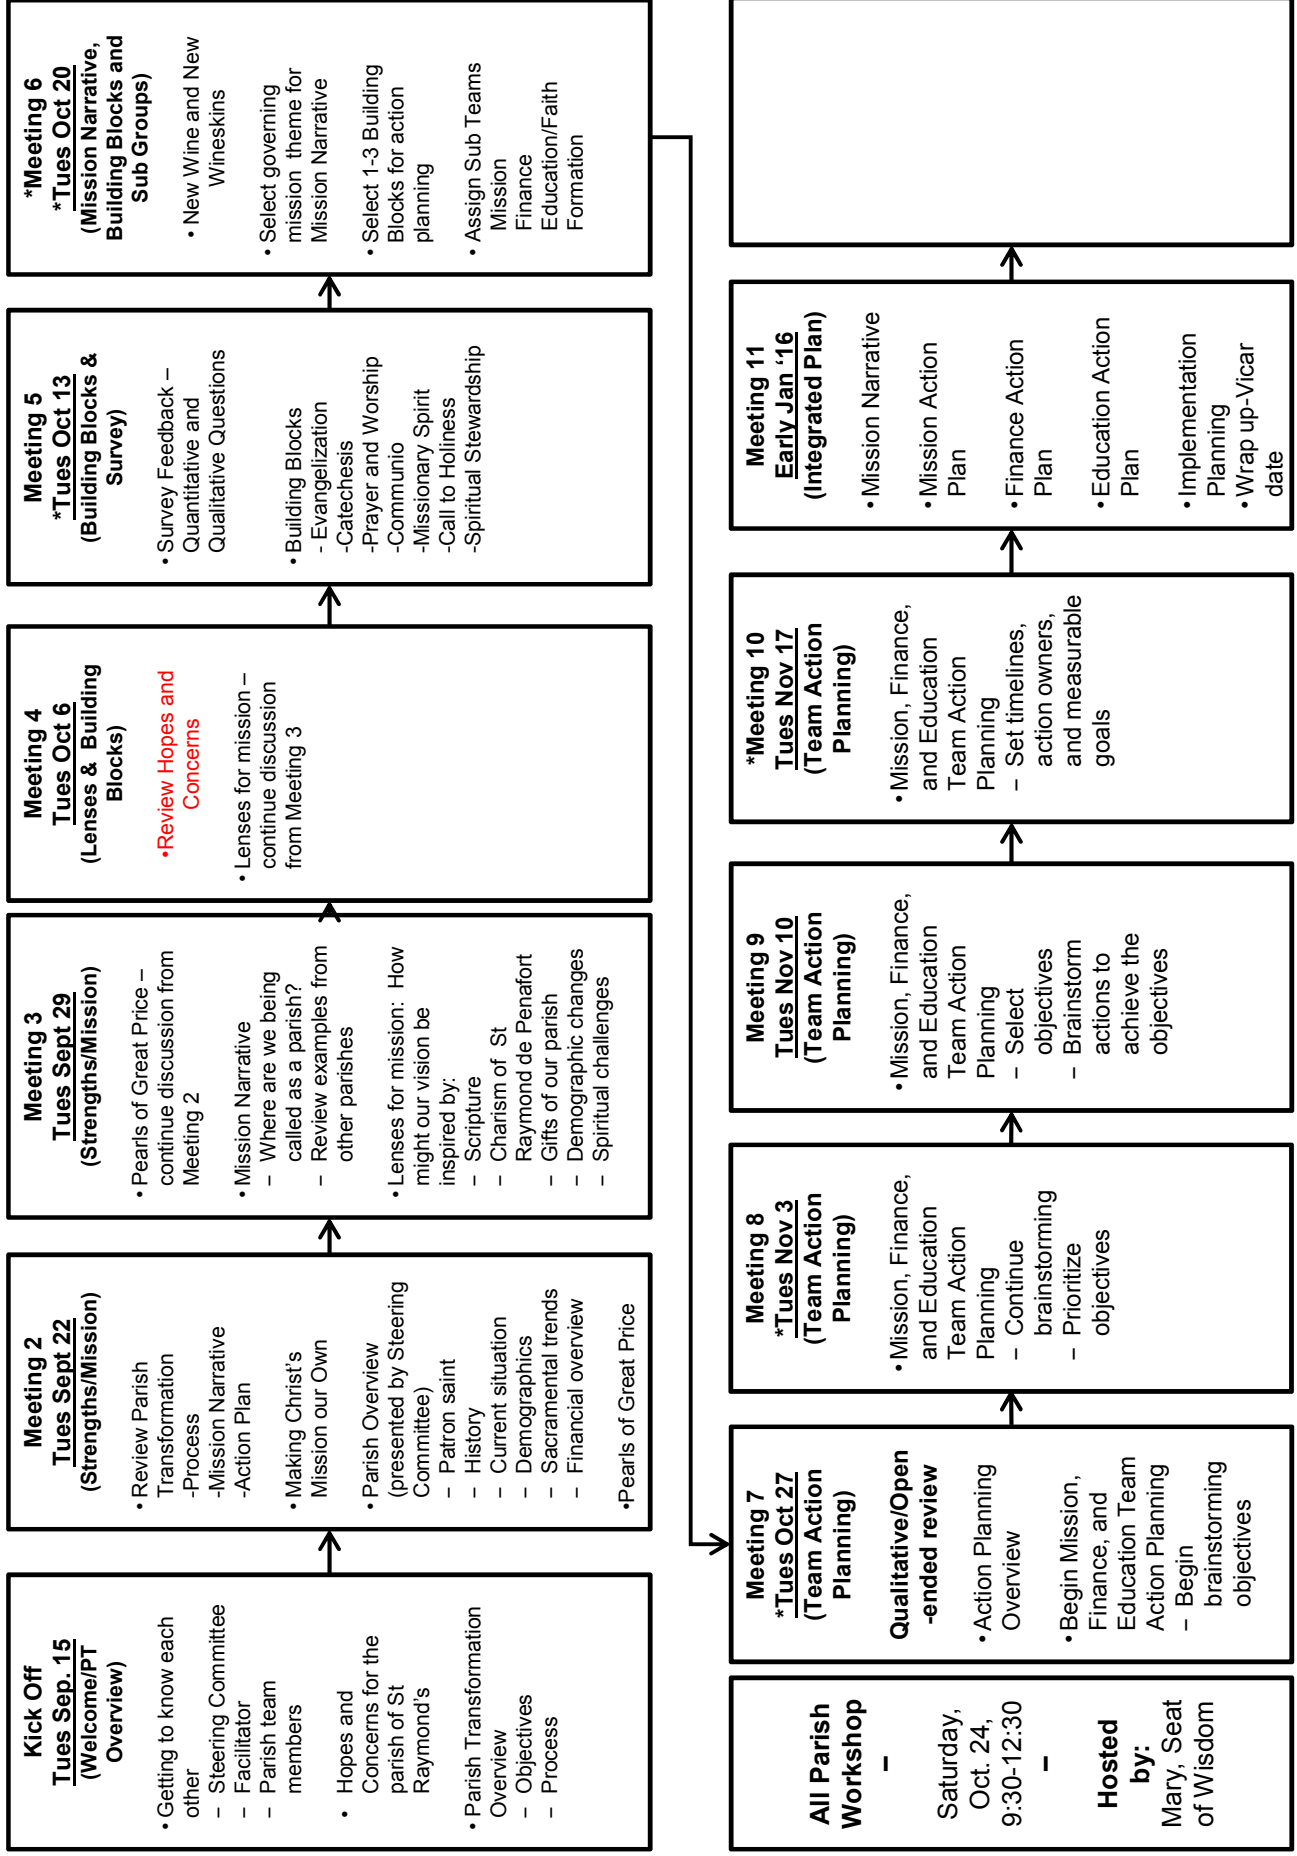 Kick Off
Tues Sep. 15
(Welcome/PT
Overview)
• Getting to know each
other
– Steering Committee
– Facilitator
– Parish team
members
• Hopes and
Concerns for the
parish of St
Raymond's
• Parish Transformation
Overview
– Objectives
– Process
Meeting 2
Tues Sept 22
(Strengths/Mission)
• Review Parish
Transformation
-Process
-Mission Narrative
-Action Plan
• Making Christ's
Mission our Own
• Parish Overview
(presented by Steering
Committee)
– Patron saint
– History
– Current situation
– Demographics
– Sacramental trends
– Financial overview
•Pearls of Great Price
Meeting 3
Tues Sept 29
(Strengths/Mission)
• Pearls of Great Price –
continue discussion from
Meeting 2
• Mission Narrative
– Where are we being
called as a parish?
– Review examples from
other parishes
• Lenses for mission: How
might our vision be
inspired by:
– Scripture
– Charism of St
Raymond de Penafort
– Gifts of our parish
– Demographic changes
– Spiritual challenges
Meeting 4
Tues Oct 6
(Lenses & Building
Blocks)
•Review Hopes and
Concerns
• Lenses for mission –
continue discussion
from Meeting 3
Meeting 5
*Tues Oct 13
(Building Blocks &
Survey)
• Survey Feedback –
Quantitative and
Qualitative Questions
• Building Blocks
- Evangelization
-Catechesis
-Prayer and Worship
-Communio
-Missionary Spirit
-Call to Holiness
-Spiritual Stewardship
*Meeting 6
*Tues Oct 20
(Mission Narrative,
Building Blocks and
Sub Groups)
• New Wine and New
Wineskins
• Select governing
mission theme for
Mission Narrative
• Select 1-3 Building
Blocks for action
planning
• Assign Sub Teams
Mission
Finance
Education/Faith
Formation
All Parish
Workshop
–
Saturday,
Oct. 24,
9:30-12:30
–
Hosted
by:
Mary, Seat
of Wisdom
Meeting 7
*Tues Oct 27
(Team Action
Planning)
Qualitative/Open
-ended review
• Action Planning
Overview
• Begin Mission,
Finance, and
Education Team
Action Planning
– Begin
brainstorming
objectives
Meeting 8
*Tues Nov 3
(Team Action
Planning)
• Mission, Finance,
and Education
Team Action
Planning
– Continue
brainstorming
– Prioritize
objectives
Meeting 9
Tues Nov 10
(Team Action
Planning)
• Mission, Finance,
and Education
Team Action
Planning
– Select
objectives
– Brainstorm
actions to
achieve the
objectives
*Meeting 10
Tues Nov 17
(Team Action
Planning)
• Mission, Finance,
and Education
Team Action
Planning
– Set timelines,
action owners,
and measurable
goals
Meeting 11
Early Jan ‘16
(Integrated Plan)
• Mission Narrative
• Mission Action
Plan
• Finance Action
Plan
• Education Action
Plan
• Implementation
Planning
• Wrap up-Vicar
date